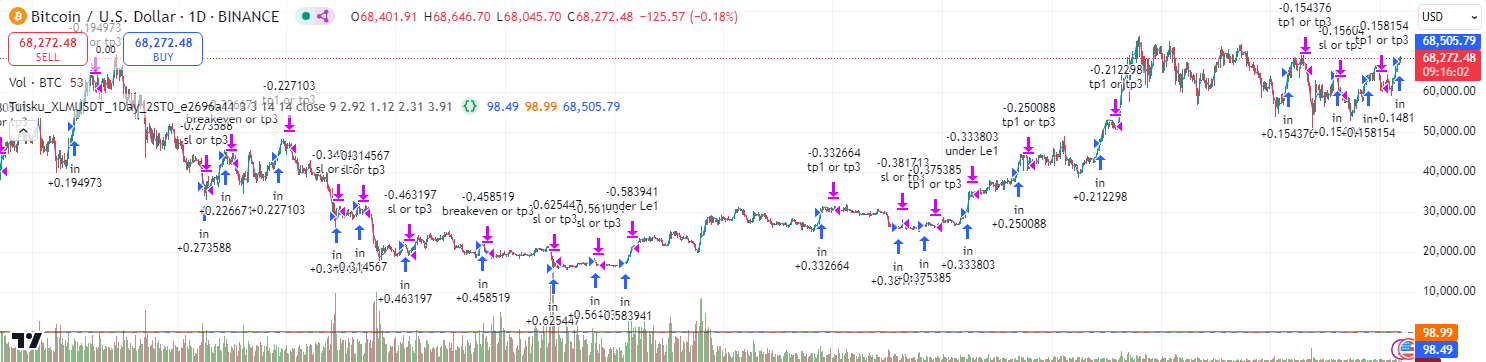 Bitcoin / U.S. Dollar · 1D · BINANCE
O68,401.91 H68,646.70 L68,045.70 C68,272.48 −125.57 (−0.18%)
68,272.48
SELL
0.00
68,272.48
BUY
Vol · BTC 53
Turisku_XLMUSDT_1Day_2ST0_e2696a44 3 1 14 14 close 9 2.92 1.12 2.31 3.91 {} 98.49 98.99 68,505.79
USD
68,505.79
68,272.48
09:16:02
60,000.00
50,000.00
40,000.00
30,000.00
20,000.00
10,000.00
98.99
98.49
-0.194973
or tp3
in
+0.194973
-0.273588
sl or tp3
in
+0.273588
breakeven or tp3
in
+0.226671
-0.227103
tp1 or tp3
in
+0.227103
in
-0.314567
sl or tp3
in
+0.314567
-0.463197
sl or tp3
in
+0.463197
-0.458519
breakeven or tp3
in
+0.458519
-0.625447
sl or tp3
in
+0.625447
sl or tp3
in
-0.583941
under Le1
in
+0.583941
-0.332664
tp1 or tp3
in
+0.332664
-0.381713
sl or tp3
in
-0.375385
tp1 or tp3
in
+0.375385
-0.333803
under Le1
in
+0.333803
-0.250088
tp1 or tp3
in
+0.250088
-0.212298
tp1 or tp3
in
+0.212298
-0.154376
tp1 or tp3
in
+0.154376
sl or tp3
in
-0.158154
tp1 or tp3
in
+0.158154
in
+0.1481